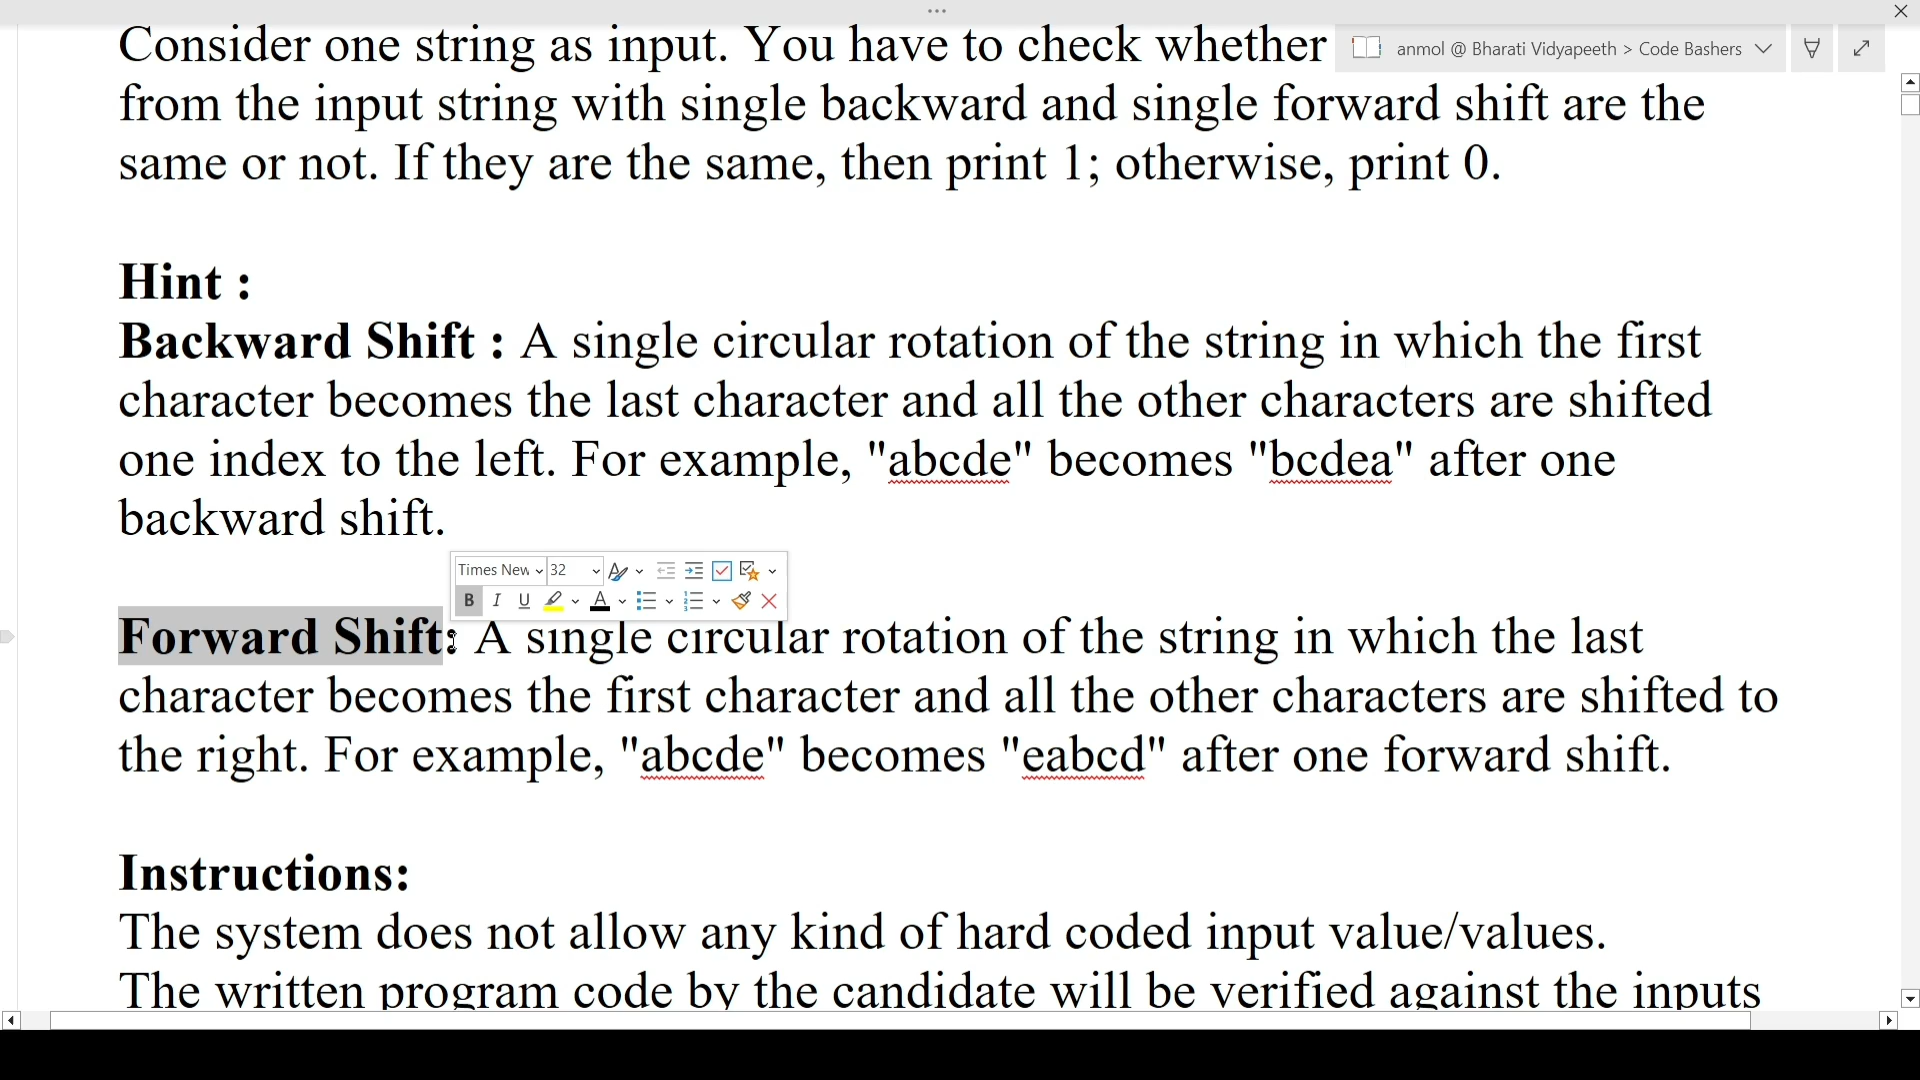 Consider one string as input. You have to check whether
anmol @ Bharati Vidyapeeth > Code Bashers
from the input string with single backward and single forward shift are the
same or not. If they are the same, then print 1; otherwise, print 0.
Hint :
Backward Shift : A single circular rotation of the string in which the first
character becomes the last character and all the other characters are shifted
one index to the left. For example, "abcde" becomes "bcdea" after one
backward shift.
Times New 32
B I U A
Forward Shift: A single circular rotation of the string in which the last
character becomes the first character and all the other characters are shifted to
the right. For example, "abcde" becomes "eabcd" after one forward shift.
Instructions:
The system does not allow any kind of hard coded input value/values.
The written program code by the candidate will be verified against the inputs